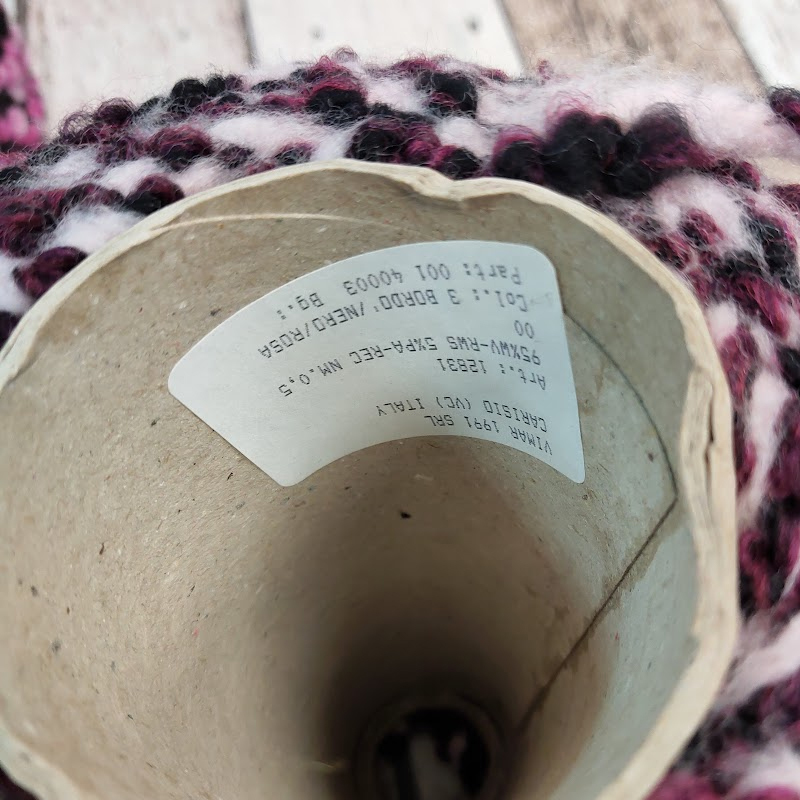 VIMAR 1991 SRL
CARISIO (VC) ITALY
Art.: 12831
95%WV-RWS 5%PA-REC NM.0,5
00
Col.: 3 BORDO'/NERO/ROSA
Part: 001 40003 Bg.: